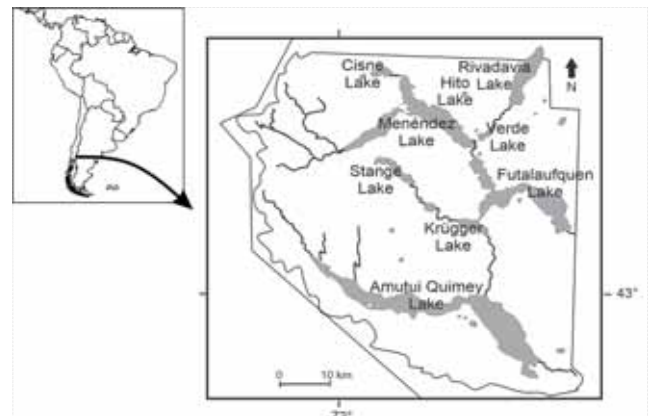 Cisne
Lake
Rivadavia
Lake
Hito
Lake
N
Menéndez
Lake
Verde
Lake
Stange
Lake
Futalaufquen
Lake
Krügger
Lake
Amutui Quimey
Lake
43°
0 10 km
72°